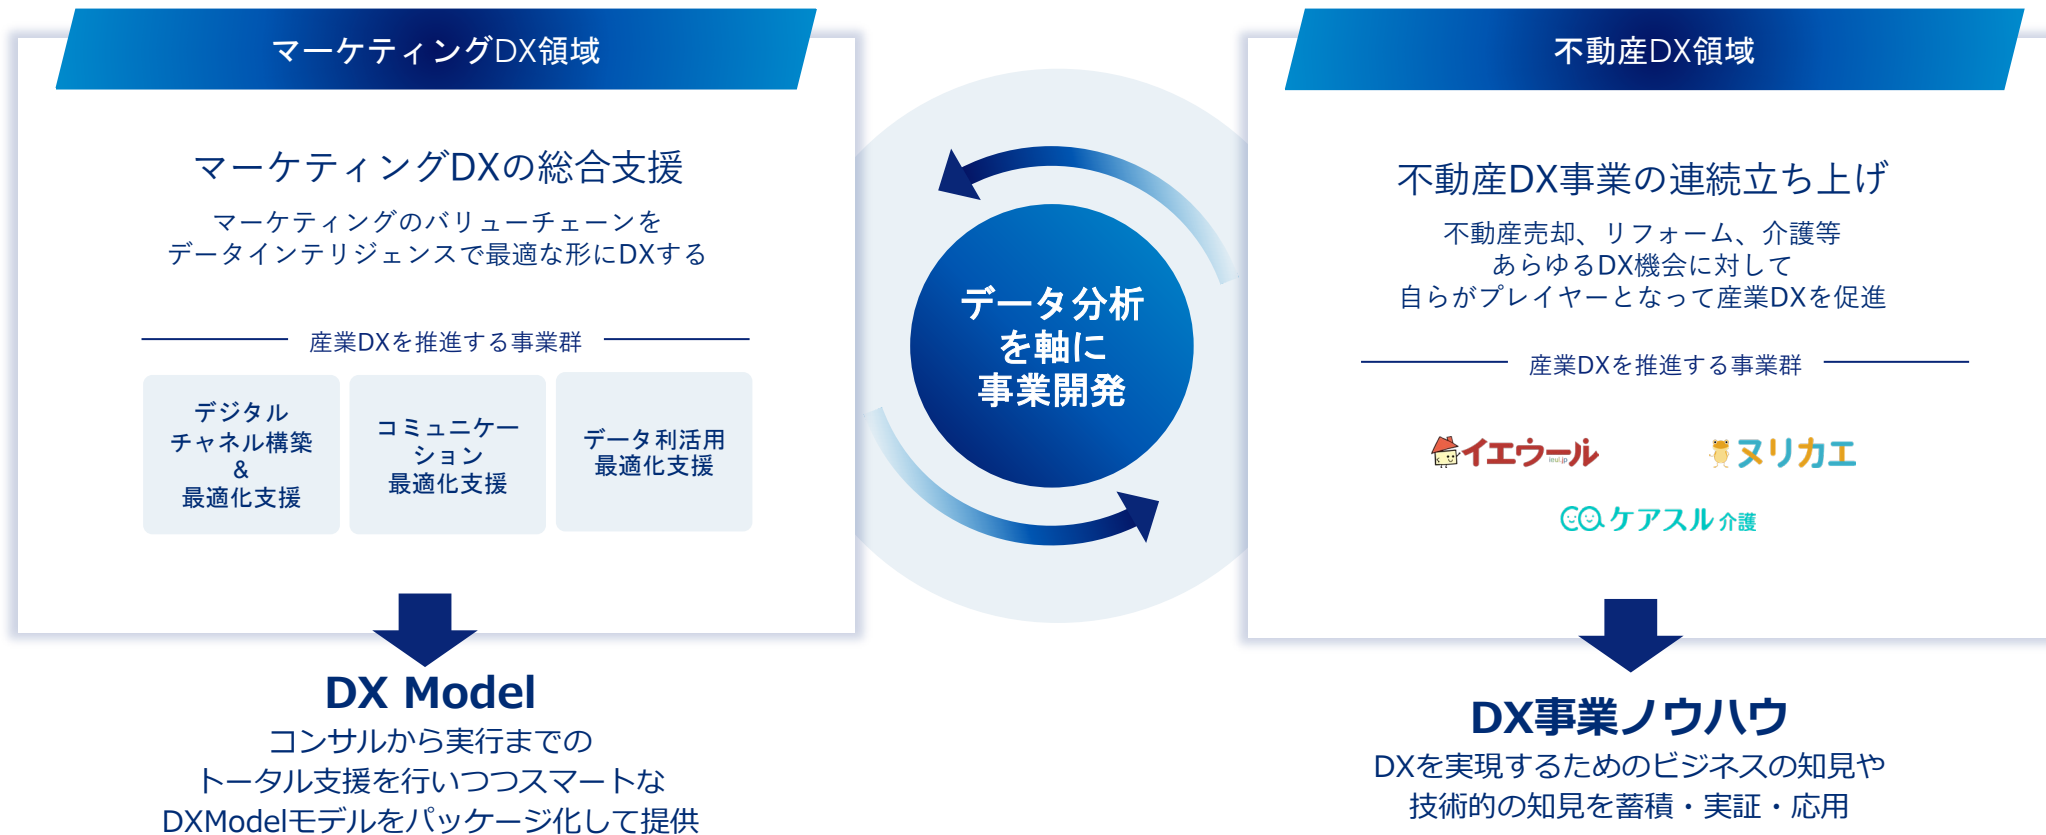 マーケティングDX領域
マーケティングDXの総合支援
マーケティングのバリューチェーンを
データインテリジェンスで最適な形にDXする
産業DXを推進する事業群
デジタル
チャネル構築
&
最適化支援
コミュニケー
ション
最適化支援
データ利活用
最適化支援
DX Model
コンサルから実行までの
トータル支援を行いつつスマートな
DXModelモデルをパッケージ化して提供
データ分析
を軸に
事業開発
不動産DX領域
不動産DX事業の連続立ち上げ
不動産売却、リフォーム、介護等
あらゆるDX機会に対して
自らがプレイヤーとなって産業DXを促進
産業DXを推進する事業群
イエウール
ieul.jp
ヌリカエ
ケアスル 介護
DX事業ノウハウ
DXを実現するためのビジネスの知見や
技術的の知見を蓄積・実証・応用